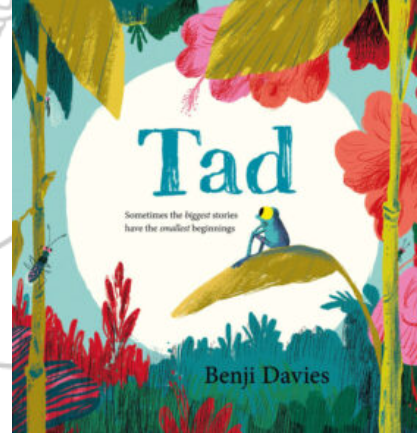 Tad
Sometimes the biggest stories
have the smallest beginnings
Benji Davies